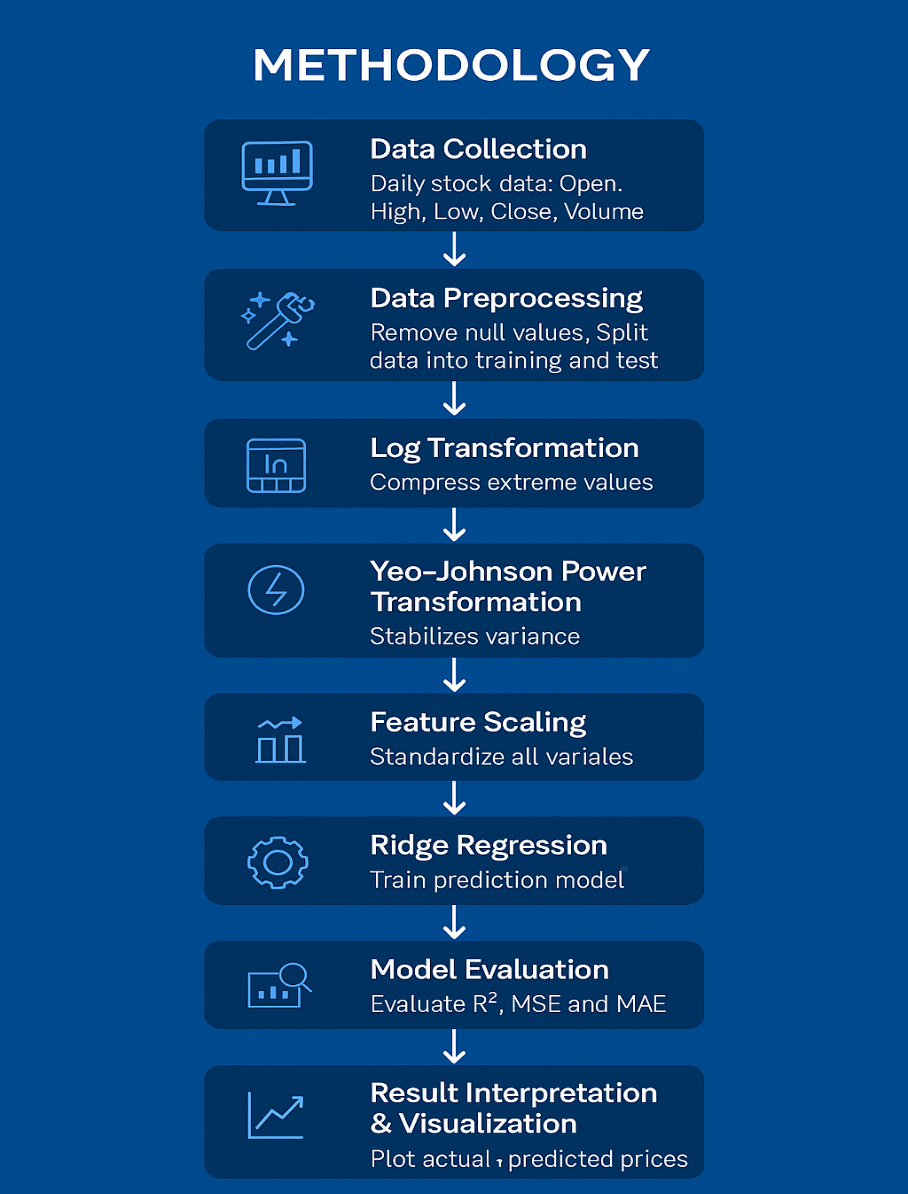 METHODOLOGY
Data Collection
Daily stock data: Open.
High, Low, Close, Volume
Data Preprocessing
Remove null values, Split
data into training and test
In
Log Transformation
Compress extreme values
Yeo–Johnson Power
Transformation
Stabilizes variance
Feature Scaling
Standardize all variales
Ridge Regression
Train prediction model
Model Evaluation
Evaluate R², MSE and MAE
Result Interpretation
& Visualization
Plot actual , predicted prices